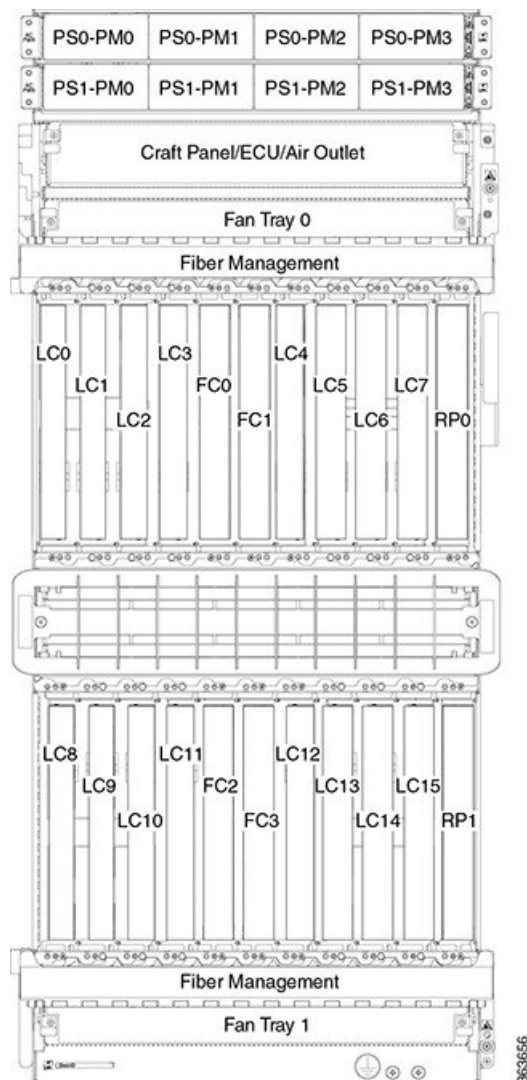 PS0-PM0 PS0-PM1 PS0-PM2 PS0-PM3
PS1-PM0 PS1-PM1 PS1-PM2 PS1-PM3
Craft Panel/ECU/Air Outlet
Fan Tray 0
Fiber Management
LC0 LC1 LC2 LC3 FC0 FC1 LC4 LC5 LC6 LC7 RP0
LC8 LC9 LC10 LC11 FC2 FC3 LC12 LC13 LC14 LC15 RP1
Fiber Management
Fan Tray 1
363656